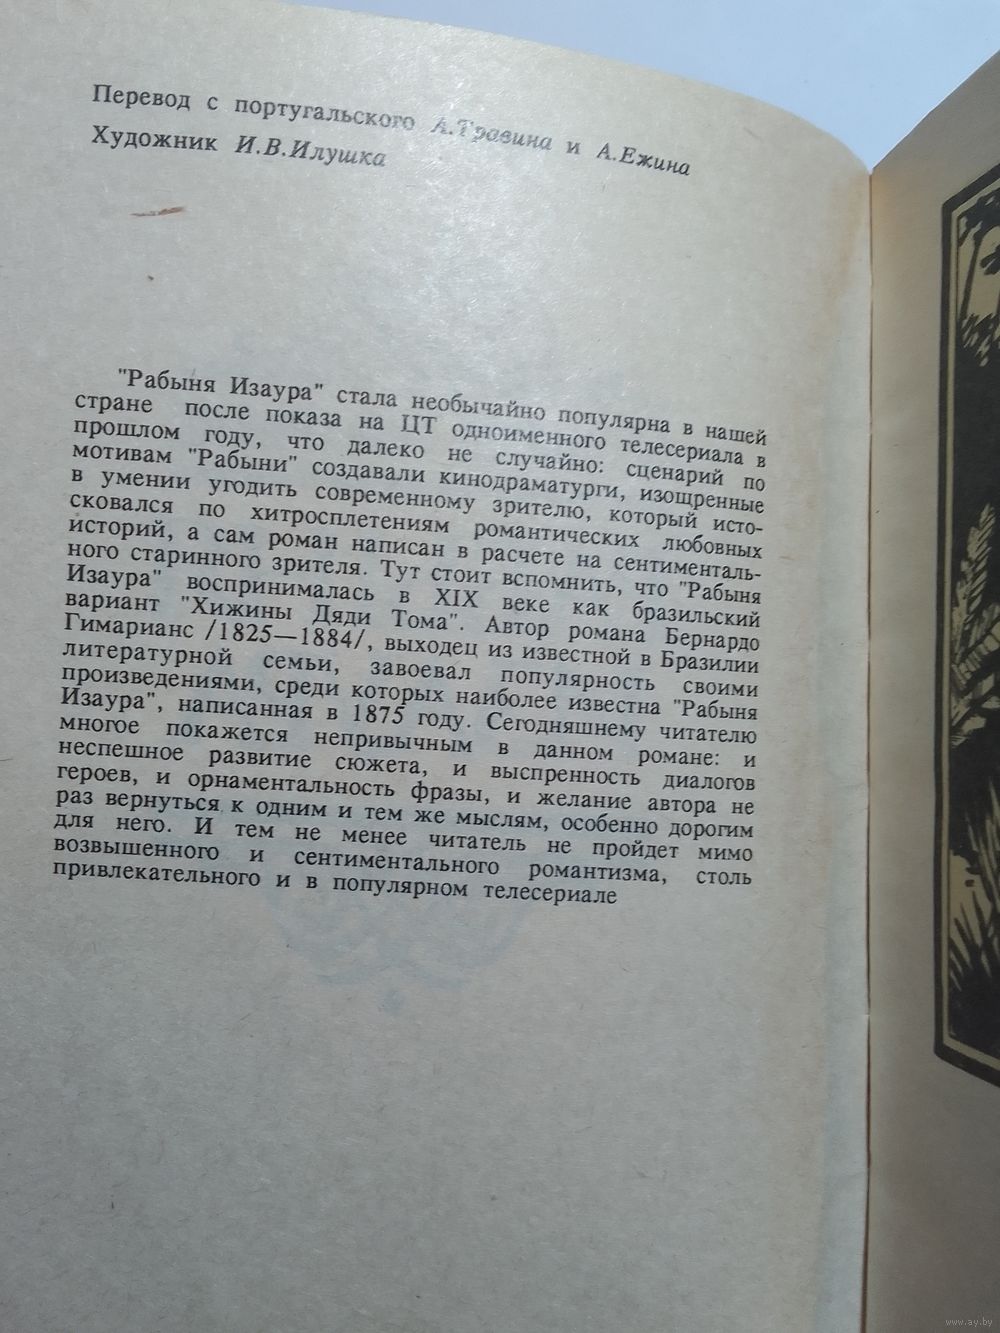 Перевод с португальского А.Травина и А.Ежина
Художник И.В.Илушка
"Рабыня Изаура" стала необычайно популярна в нашей
стране после показа на ЦТ одноименного телесериала в
прошлом году, что далеко не случайно: сценарий по
мотивам "Рабыни" создавали кинодраматурги, изощренные
в умении угодить современному зрителю, который исто-
сковался по хитросплетениям романтических любовных
историй, а сам роман написан в расчете на сентименталь-
ного старинного зрителя. Тут стоит вспомнить, что "Рабыня
Изаура" воспринималась в XIX веке как бразильский
вариант "Хижины Дяди Тома". Автор романа Бернардо
Гимарианс /1825—1884/, выходец из известной в Бразилии
литературной семьи, завоевал популярность своими
произведениями, среди которых наиболее известна "Рабыня
Изаура", написанная в 1875 году. Сегодняшнему читателю
многое покажется непривычным в данном романе: и
неспешное развитие сюжета, и выспренность диалогов
героев, и орнаментальность фразы, и желание автора не
раз вернуться к одним и тем же мыслям, особенно дорогим
для него. И тем не менее читатель не пройдет мимо
возвышенного и сентиментального романтизма, столь
привлекательного и в популярном телесериале
www.ay.by